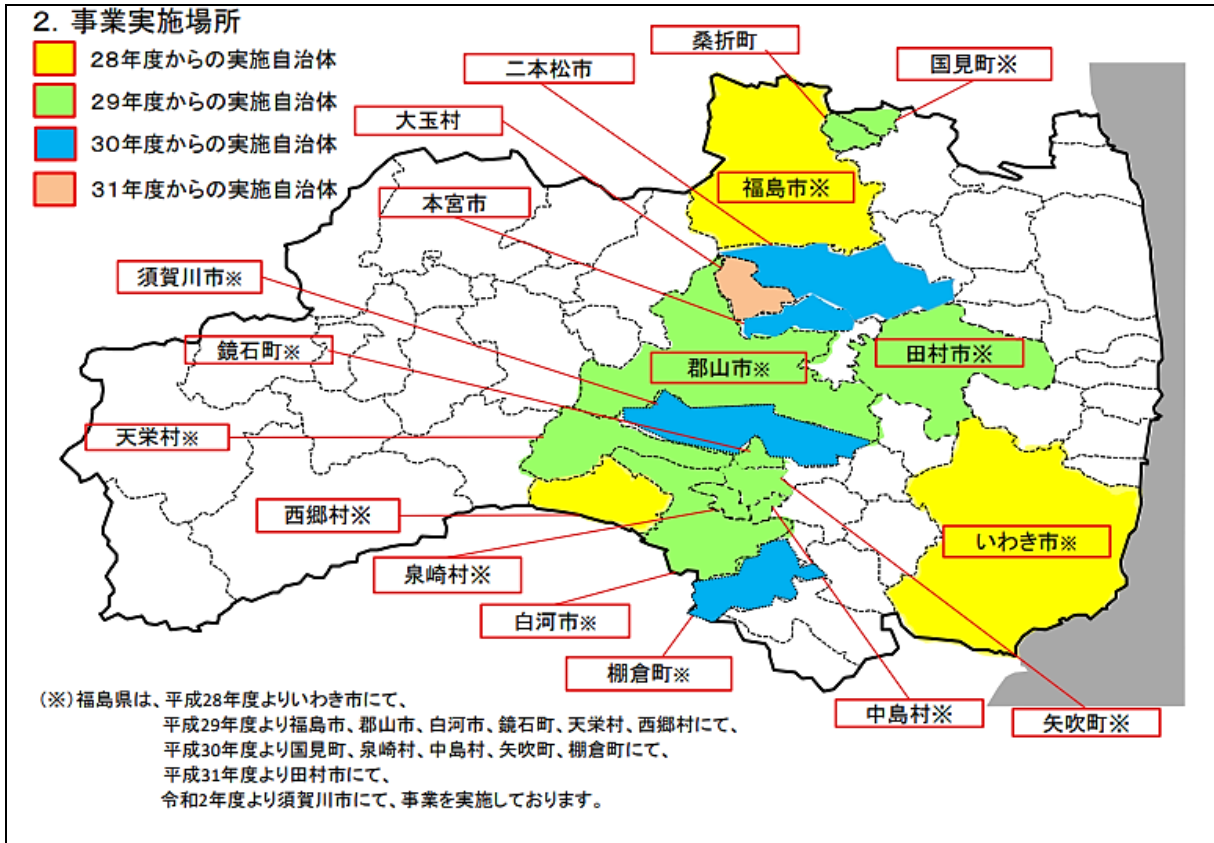 2. 事業実施場所
28年度からの実施自治体
29年度からの実施自治体
30年度からの実施自治体
31年度からの実施自治体
桑折町
国見町※
二本松市
大玉村
福島市※
本宮市
須賀川市※
鏡石町※
郡山市※
田村市※
天栄村※
西郷村※
いわき市※
泉崎村※
白河市※
棚倉町※
中島村※
矢吹町※
(※)福島県は、平成28年度よりいわき市にて、
平成29年度より福島市、郡山市、白河市、鏡石町、天栄村、西郷村にて、
平成30年度より国見町、泉崎村、中島村、矢吹町、棚倉町にて、
平成31年度より田村市にて、
令和2年度より須賀川市にて、事業を実施しております。